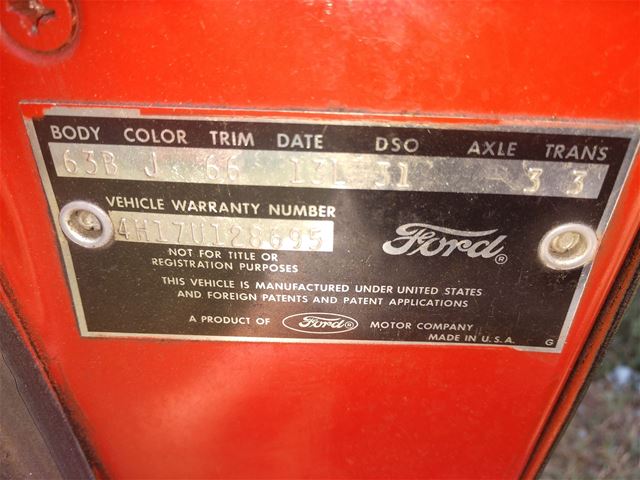 BODY COLOR TRIM DATE DSO AXLE TRANS
63B J 66 13L 31 3 3
VEHICLE WARRANTY NUMBER
4H17U128695
Ford®
NOT FOR TITLE OR
REGISTRATION PURPOSES
THIS VEHICLE IS MANUFACTURED UNDER UNITED STATES
AND FOREIGN PATENTS AND PATENT APPLICATIONS
A PRODUCT OF Ford® MOTOR COMPANY
MADE IN U.S.A. G